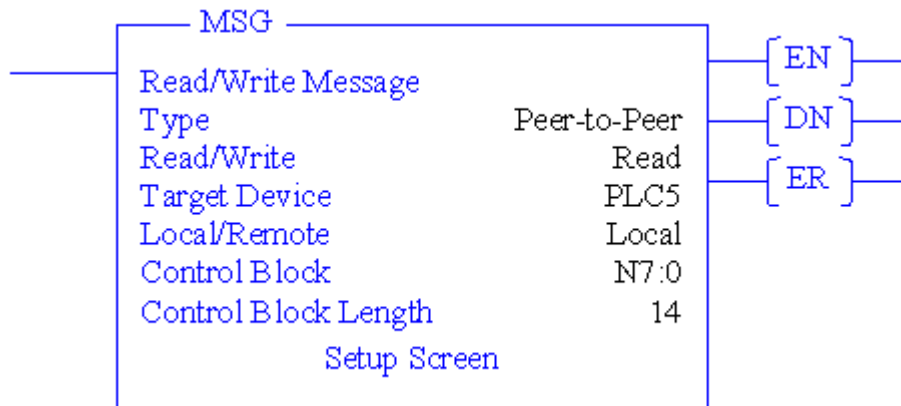 MSG
EN
Read/Write Message
Type Peer-to-Peer
DN
Read/Write Read
ER
Target Device PLC5
Local/Remote Local
Control Block N7:0
Control Block Length 14
Setup Screen